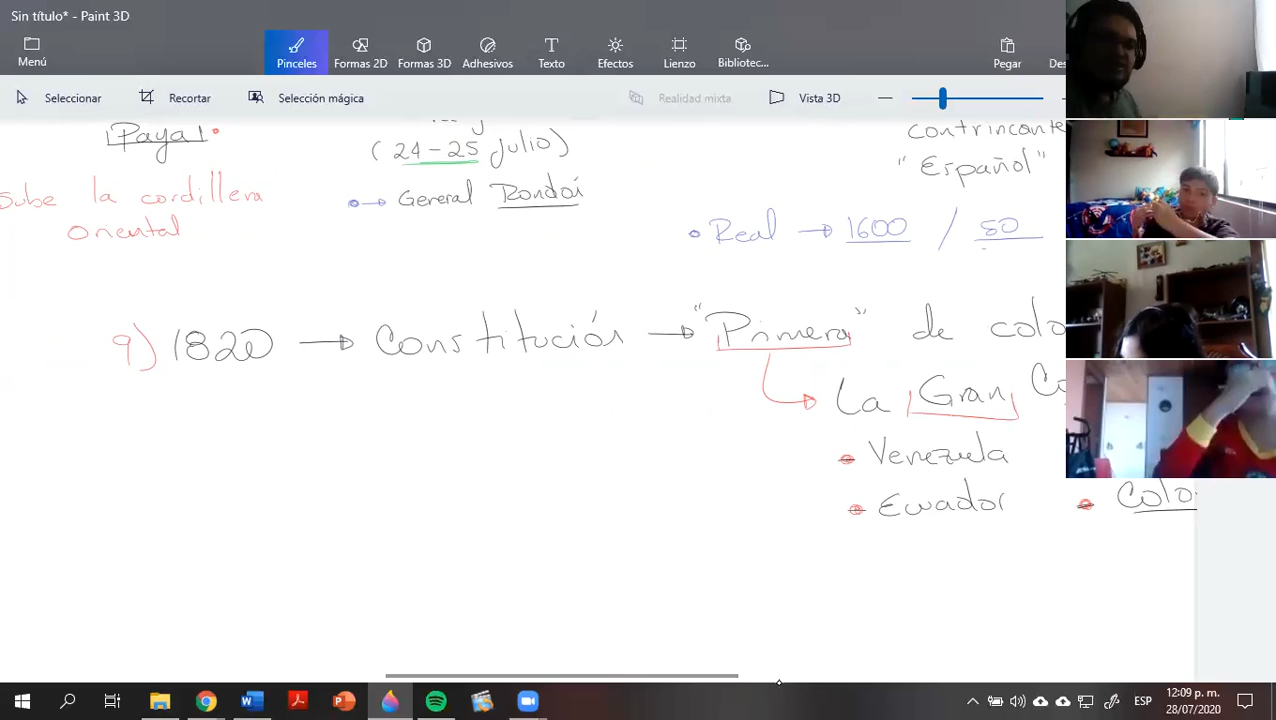 Sin título* - Paint 3D
Menú
Pinceles
Formas 2D
Formas 3D
Adhesivos
Texto
Efectos
Lienzo
Bibliotec...
Pegar
Des
Seleccionar
Recortar
Selección mágica
Realidad mixta
Vista 3D
Paya
(24-25 julio)
contrincante
"Español"
Sube la cordillera
Oriental
General
Real → 1600 / 80
9) 1820 → Constitución → "Primera" de colo
La Gran Co
Venezuela
Ecuador
Colo
ESP
12:09 p. m.
28/07/2020